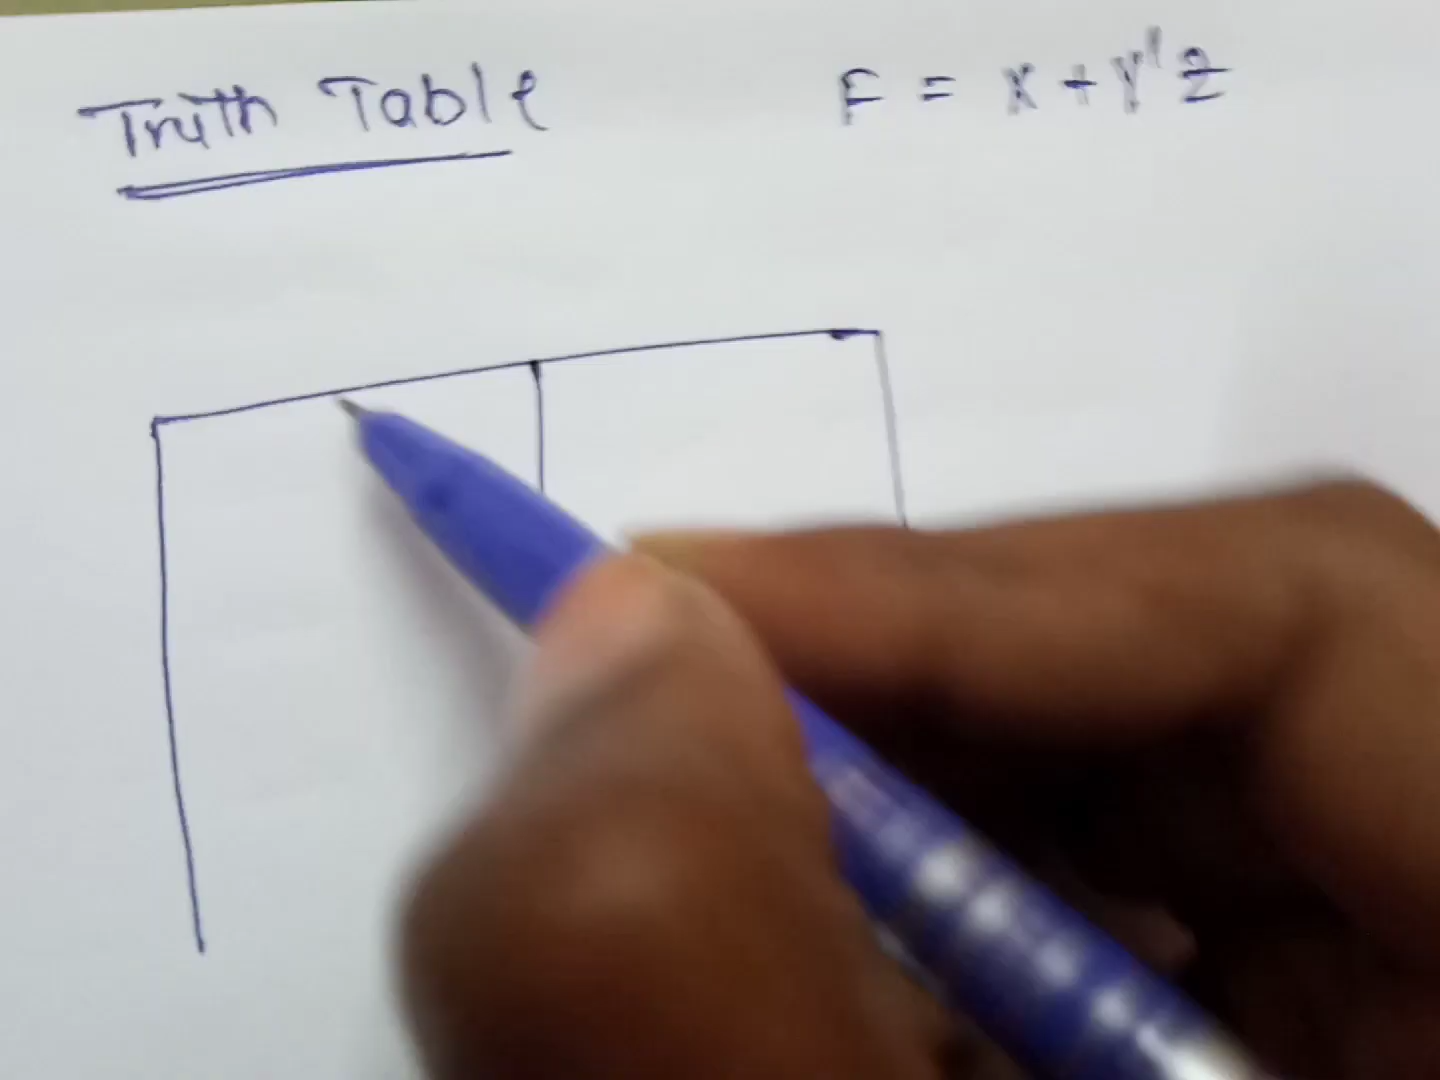 Truth Table
F = x + y'z